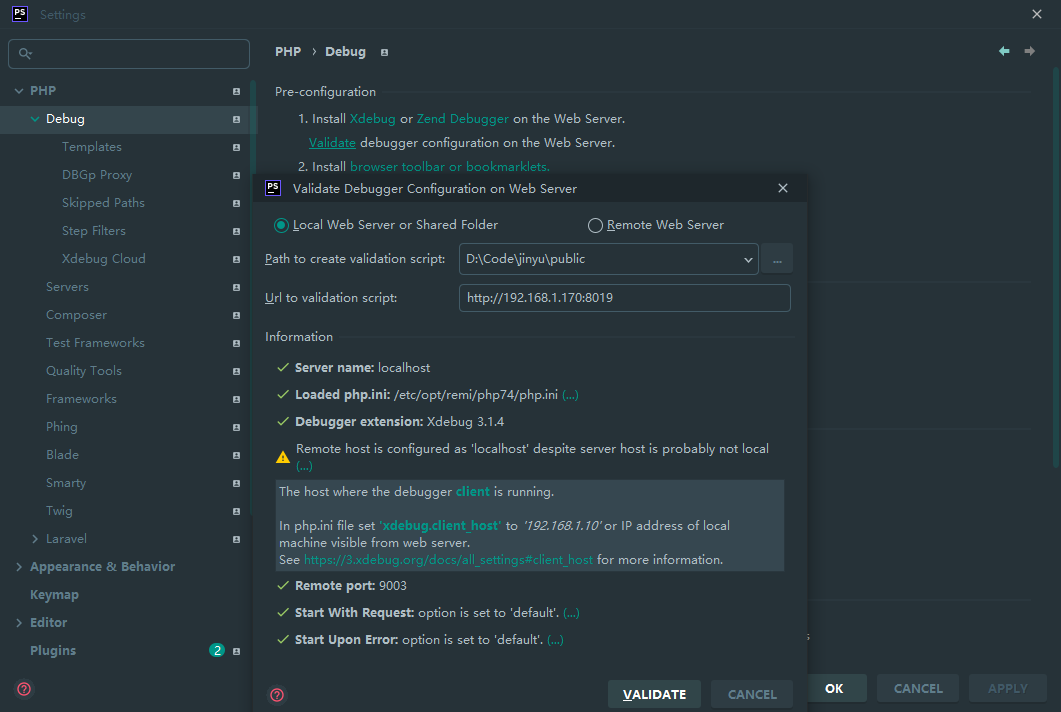 PS Settings
PHP › Debug
PHP
Debug
Templates
DBGp Proxy
Skipped Paths
Step Filters
Xdebug Cloud
Servers
Composer
Test Frameworks
Quality Tools
Frameworks
Phing
Blade
Smarty
Twig
Laravel
Appearance & Behavior
Keymap
Editor
Plugins 2
?
Pre-configuration
1. Install Xdebug or Zend Debugger on the Web Server.
Validate debugger configuration on the Web Server.
2. Install browser toolbar or bookmarklets.
PS Validate Debugger Configuration on Web Server
Local Web Server or Shared Folder Remote Web Server
Path to create validation script: D:\Code\jinyu\public ...
Url to validation script: http://192.168.1.170:8019
Information
Server name: localhost
Loaded php.ini: /etc/opt/remi/php74/php.ini (...)
Debugger extension: Xdebug 3.1.4
Remote host is configured as 'localhost' despite server host is probably not local
(...)
The host where the debugger client is running.
In php.ini file set 'xdebug.client_host' to '192.168.1.10' or IP address of local
machine visible from web server.
See https://3.xdebug.org/docs/all_settings#client_host for more information.
Remote port: 9003
Start With Request: option is set to 'default'. (...)
Start Upon Error: option is set to 'default'. (...)
? VALIDATE CANCEL
OK CANCEL APPLY